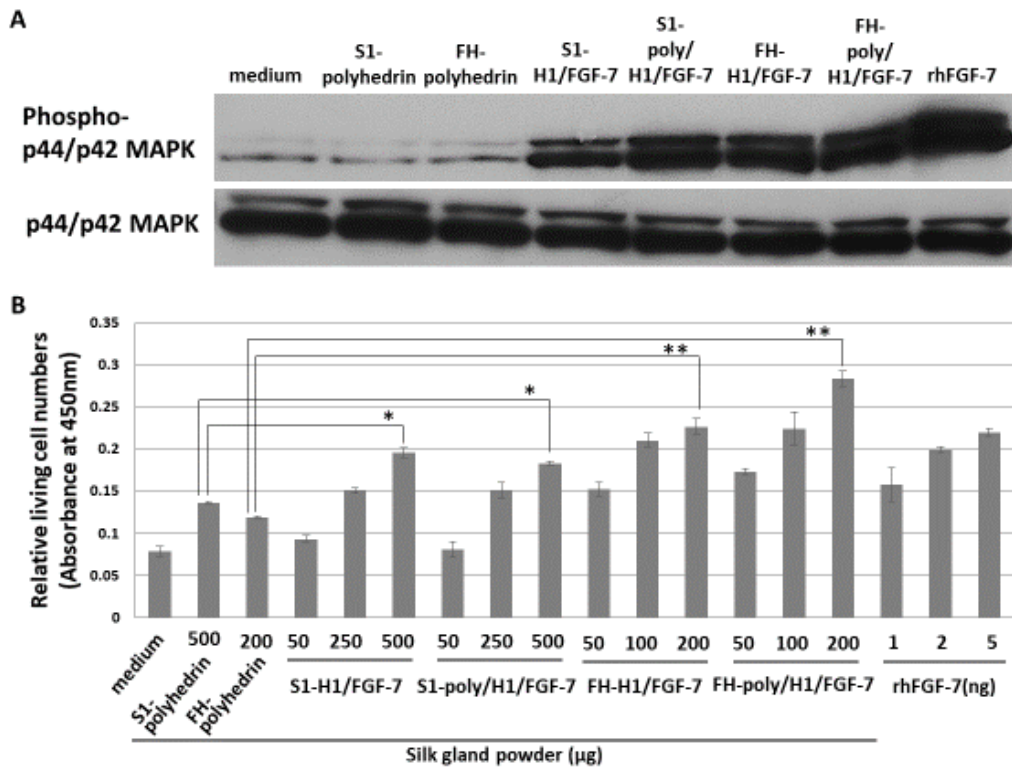 A
medium
S1-
polyhedrin
FH-
polyhedrin
S1-
H1/FGF-7
S1-
poly/
H1/FGF-7
FH-
H1/FGF-7
FH-
poly/
H1/FGF-7
rhFGF-7
Phospho-
p44/p42 MAPK
p44/p42 MAPK
B
Relative living cell numbers
(Absorbance at 450nm)
0.35
0.3
0.25
0.2
0.15
0.1
0.05
0
*
*
**
**
500 200 50 250 500 50 250 500 50 100 200 50 100 200 1 2 5
medium
S1-
polyhedrin
FH-
polyhedrin
S1-H1/FGF-7
S1-poly/H1/FGF-7
FH-H1/FGF-7
FH-poly/H1/FGF-7
rhFGF-7(ng)
Silk gland powder (μg)